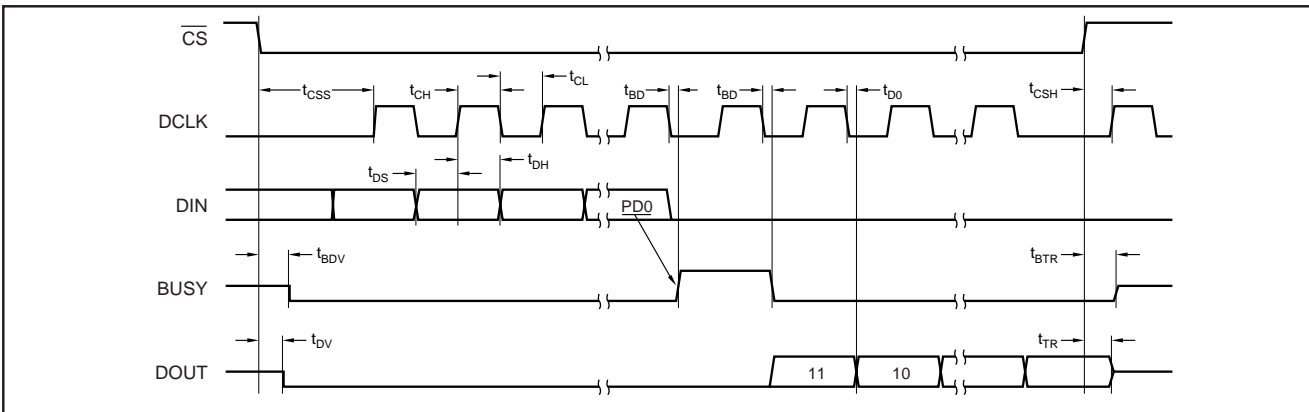 CS
tCSS
tCH
tCL
tBD
tBD
tD0
tCSH
DCLK
tDS
tDH
DIN
PD0
tBDV
tBTR
BUSY
tDV
tTR
DOUT
11
10